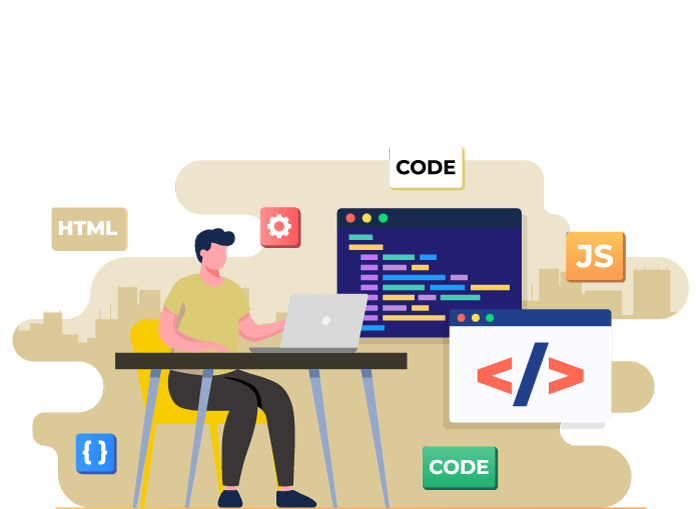 CODE
HTML
JS
</>
{ }
CODE